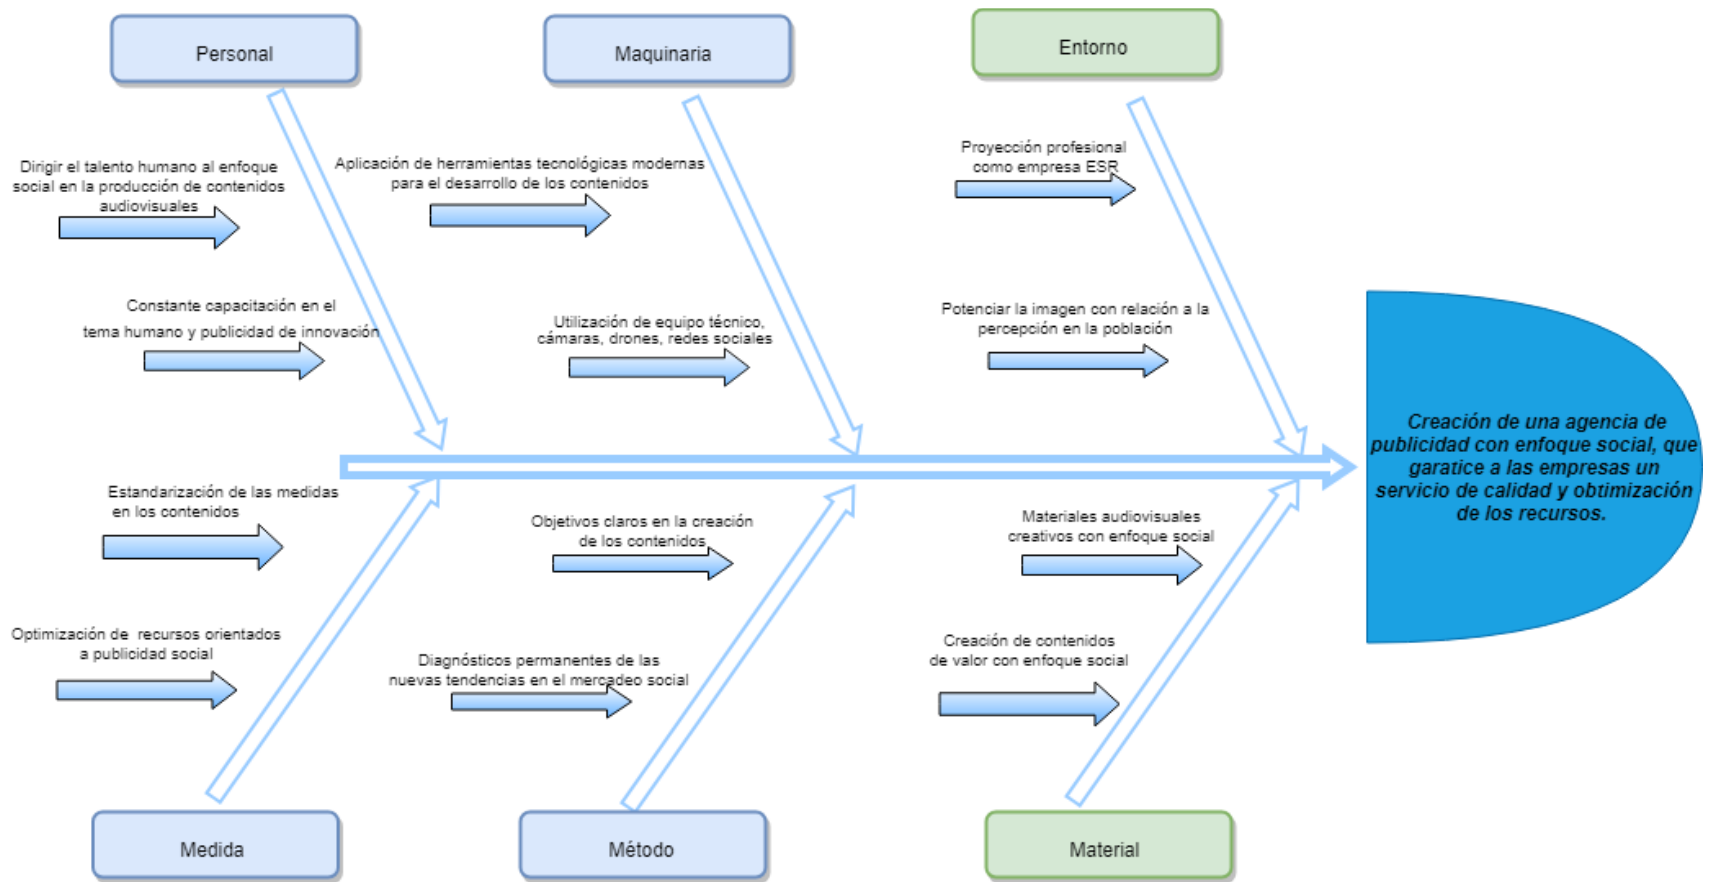 Personal
Maquinaria
Entorno
Dirigir el talento humano al enfoque
social en la producción de contenidos
audiovisuales
Aplicación de herramientas tecnológicas modernas
para el desarrollo de los contenidos
Proyección profesional
como empresa ESR
Constante capacitación en el
tema humano y publicidad de innovación
Utilización de equipo técnico,
cámaras, drones, redes sociales
Potenciar la imagen con relación a la
percepción en la población
Creación de una agencia de
publicidad con enfoque social, que
garatice a las empresas un
servicio de calidad y obtimización
de los recursos.
Estandarización de las medidas
en los contenidos
Objetivos claros en la creación
de los contenidos
Materiales audiovisuales
creativos con enfoque social
Optimización de recursos orientados
a publicidad social
Diagnósticos permanentes de las
nuevas tendencias en el mercadeo social
Creación de contenidos
de valor con enfoque social
Medida
Método
Material